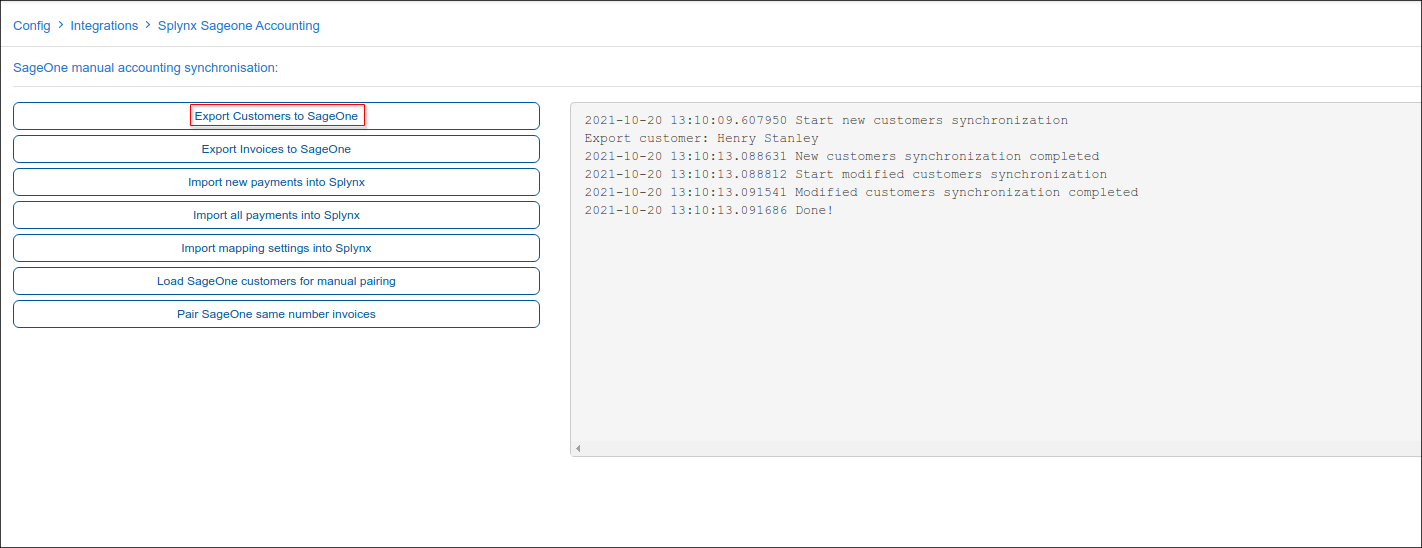 Config > Integrations > Splynx Sageone Accounting
SageOne manual accounting synchronisation:
Export Customers to SageOne
Export Invoices to SageOne
Import new payments into Splynx
Import all payments into Splynx
Import mapping settings into Splynx
Load SageOne customers for manual pairing
Pair SageOne same number invoices
2021-10-20 13:10:09.607950 Start new customers synchronization
Export customer: Henry Stanley
2021-10-20 13:10:13.088631 New customers synchronization completed
2021-10-20 13:10:13.088812 Start modified customers synchronization
2021-10-20 13:10:13.091541 Modified customers synchronization completed
2021-10-20 13:10:13.091686 Done!